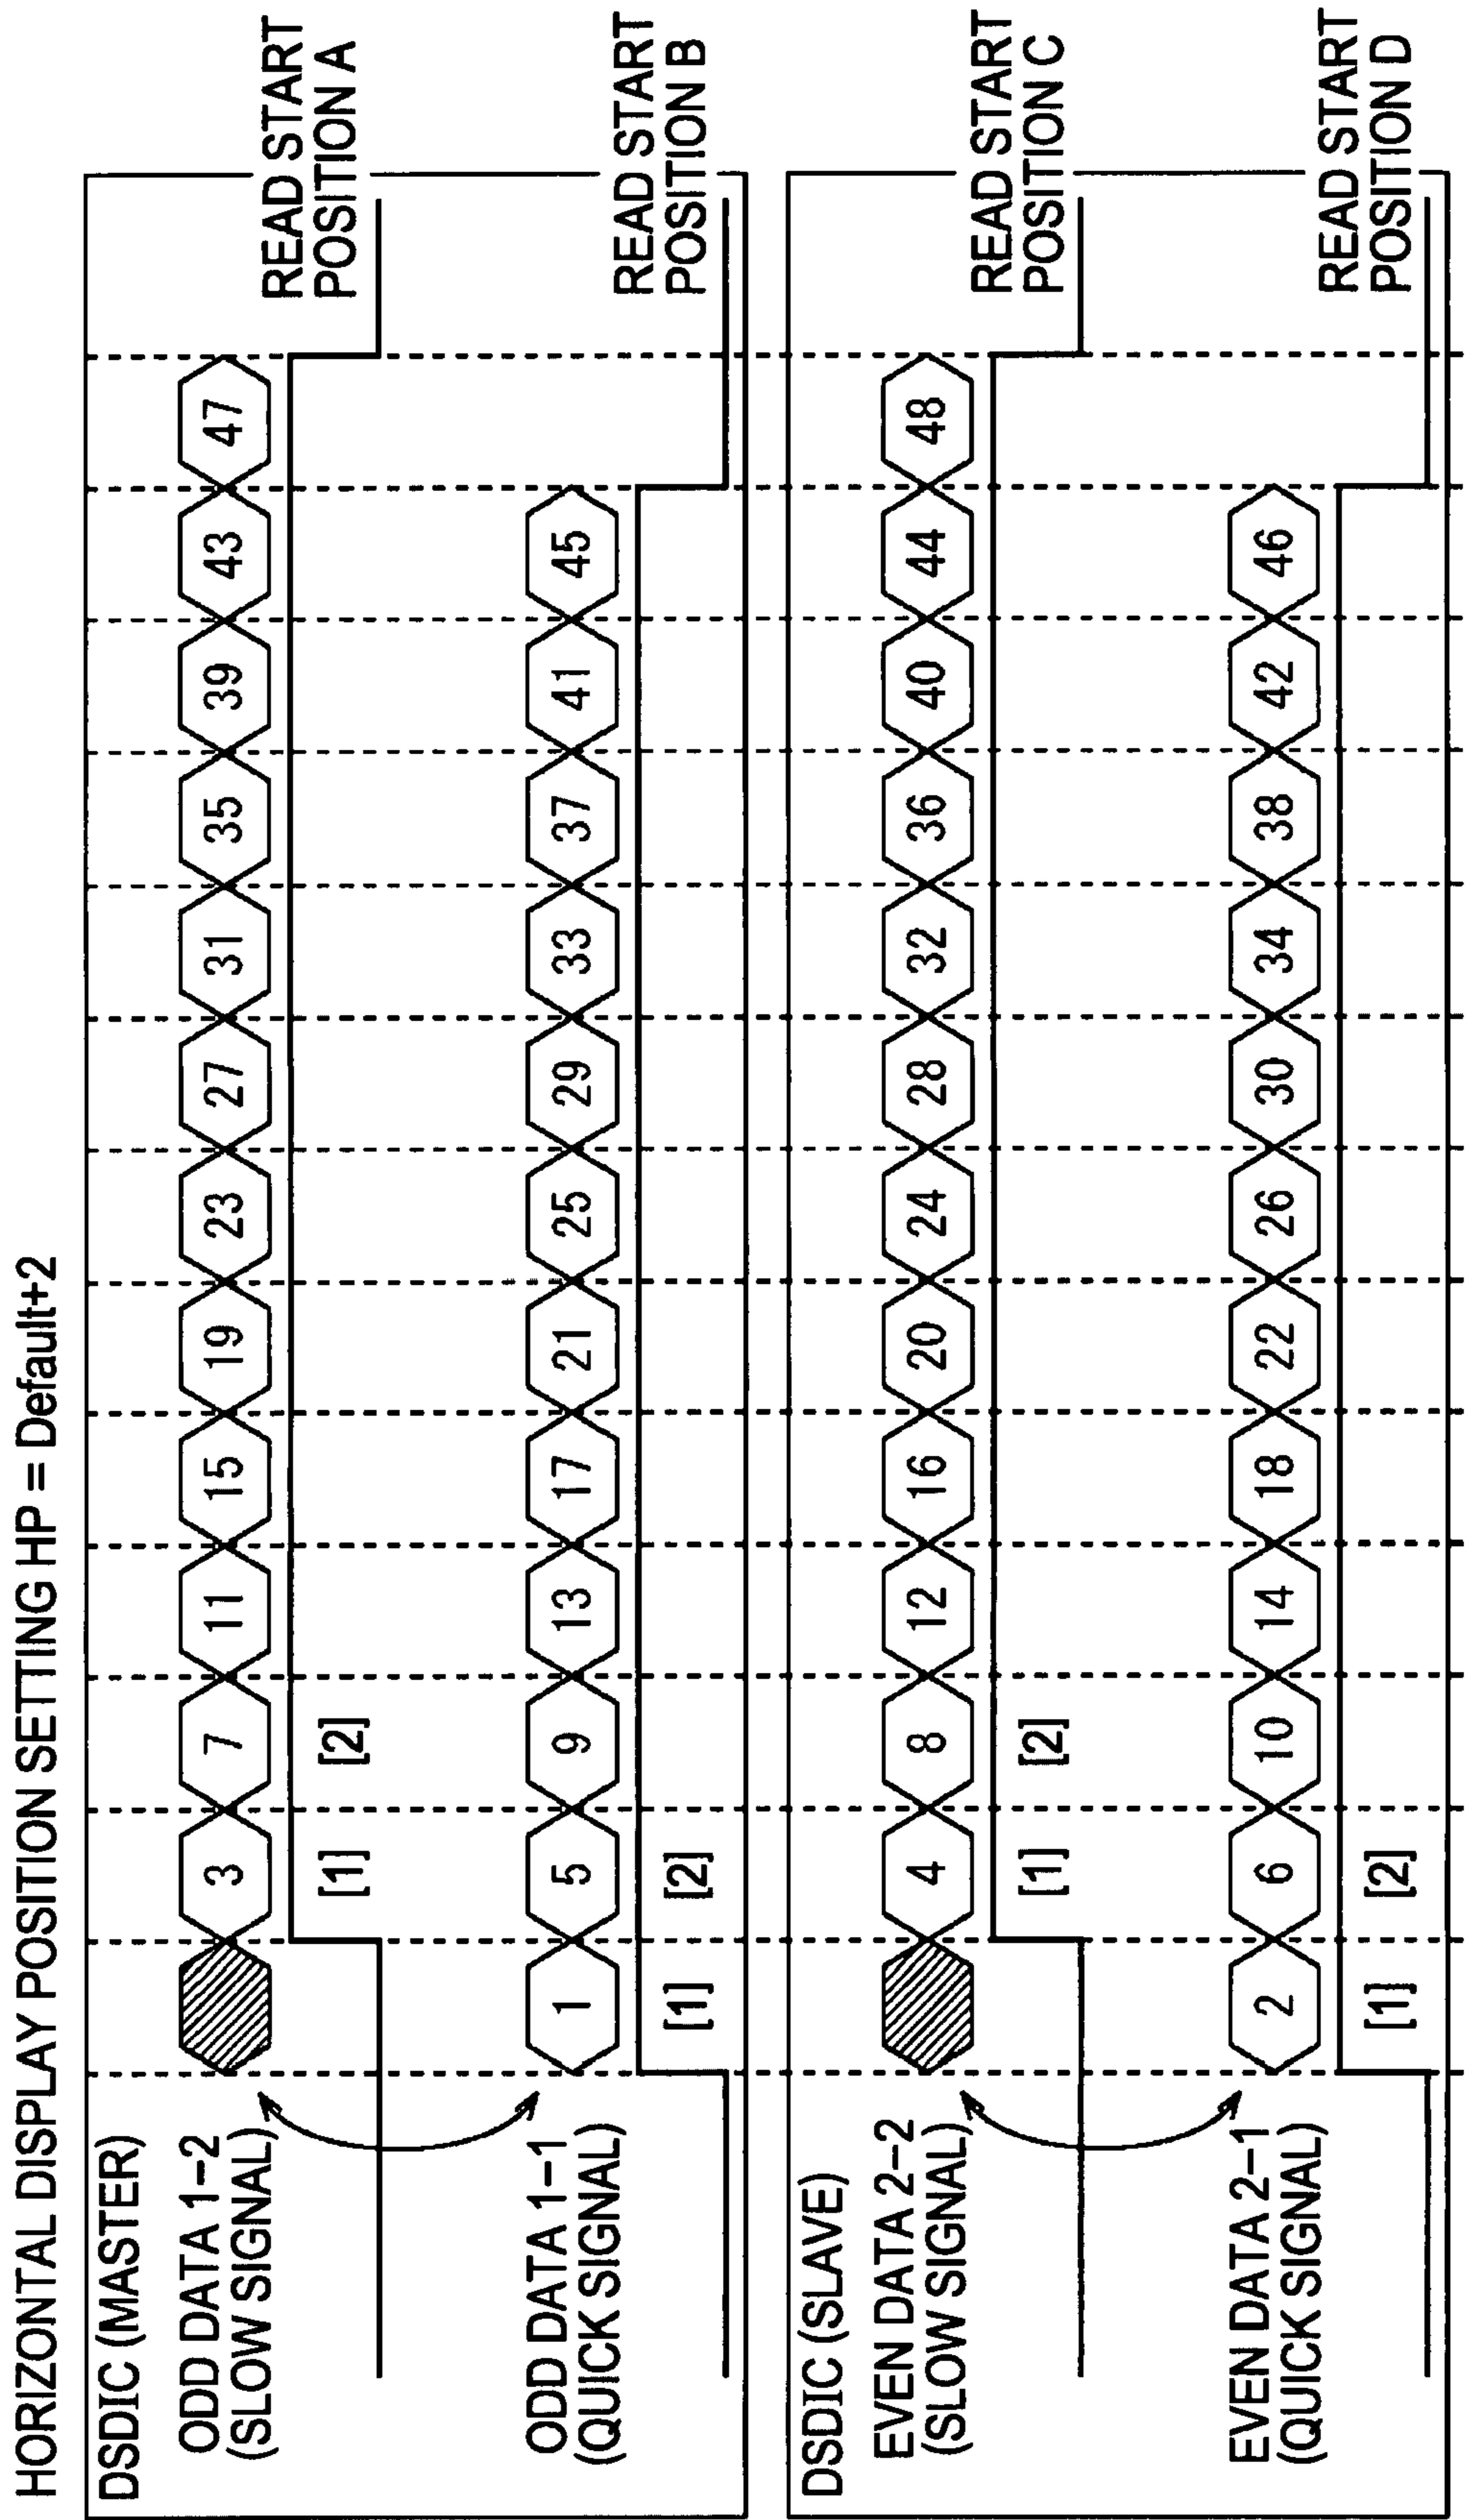 HORIZONTAL DISPLAY POSITION SETTING HP = Default+2
DSDIC (MASTER)
ODD DATA 1-2
(SLOW SIGNAL)
3 7 11 15 19 23 27 31 35 39 43 47
[1] [2]
READ START
POSITION A
ODD DATA 1-1
(QUICK SIGNAL)
1 5 9 13 17 21 25 29 33 37 41 45
[1] [2]
READ START
POSITION B
DSDIC (SLAVE)
EVEN DATA 2-2
(SLOW SIGNAL)
4 8 12 16 20 24 28 32 36 40 44 48
[1] [2]
READ START
POSITION C
EVEN DATA 2-1
(QUICK SIGNAL)
2 6 10 14 18 22 26 30 34 38 42 46
[1] [2]
READ START
POSITION D